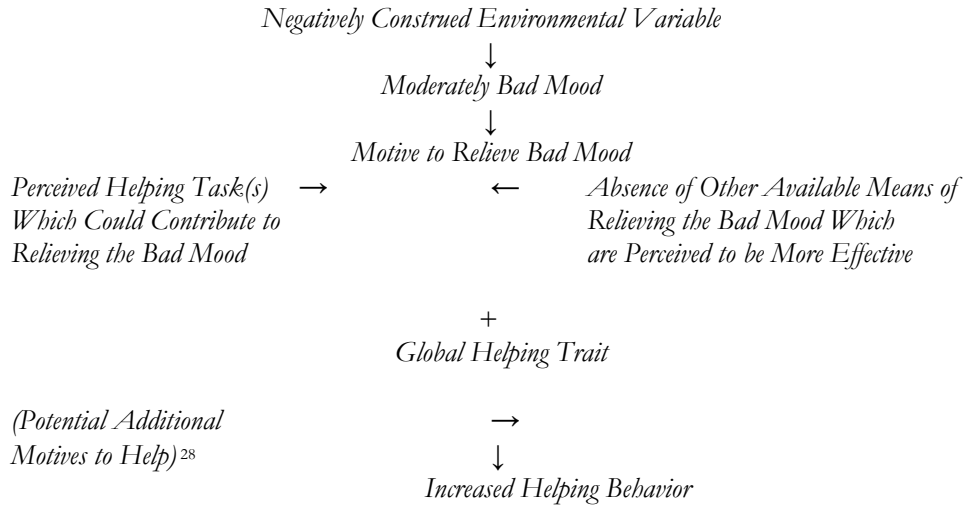 Negatively Construed Environmental Variable
↓
Moderately Bad Mood
↓
Motive to Relieve Bad Mood
Perceived Helping Task(s) → ← Absence of Other Available Means of
Which Could Contribute to Relieving the Bad Mood Which
Relieving the Bad Mood are Perceived to be More Effective
+
Global Helping Trait
(Potential Additional →
Motives to Help) 28 ↓
Increased Helping Behavior